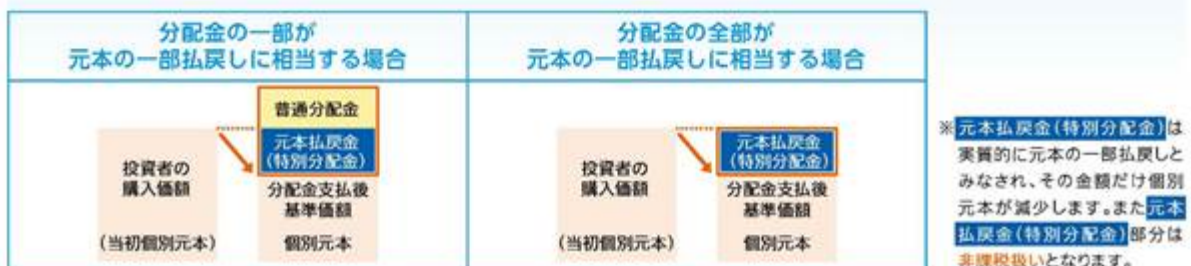 分配金の一部が
元本の一部払戻しに相当する場合
普通分配金
元本払戻金
(特別分配金)
投資者の
購入価額
(当初個別元本)
分配金支払後
基準価額
個別元本
分配金の全部が
元本の一部払戻しに相当する場合
元本払戻金
(特別分配金)
投資者の
購入価額
(当初個別元本)
分配金支払後
基準価額
個別元本
※元本払戻金(特別分配金)は
実質的に元本の一部払戻しと
みなされ、その金額だけ個別
元本が減少します。また元本
払戻金(特別分配金)部分は
非課税扱いとなります。